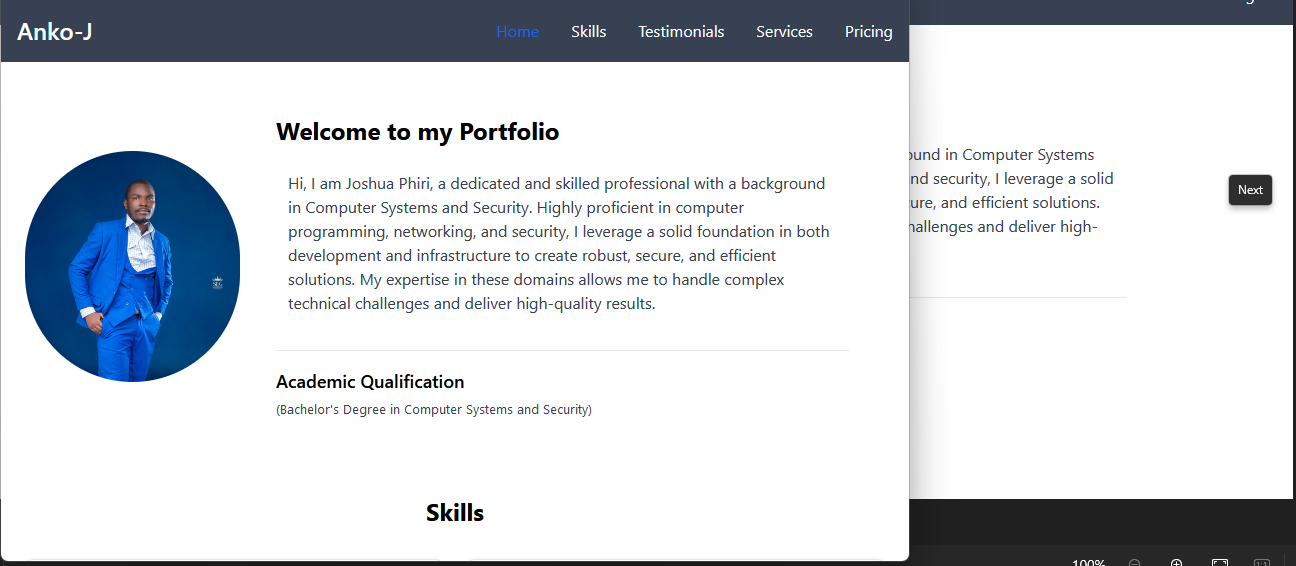 Anko-J
Home Skills Testimonials Services Pricing
Welcome to my Portfolio
Hi, I am Joshua Phiri, a dedicated and skilled professional with a background
in Computer Systems and Security. Highly proficient in computer
programming, networking, and security, I leverage a solid foundation in both
development and infrastructure to create robust, secure, and efficient
solutions. My expertise in these domains allows me to handle complex
technical challenges and deliver high-quality results.
Academic Qualification
(Bachelor's Degree in Computer Systems and Security)
Skills
in Computer Systems
security, I leverage a solid
and efficient solutions.
and deliver high-
Next
100%